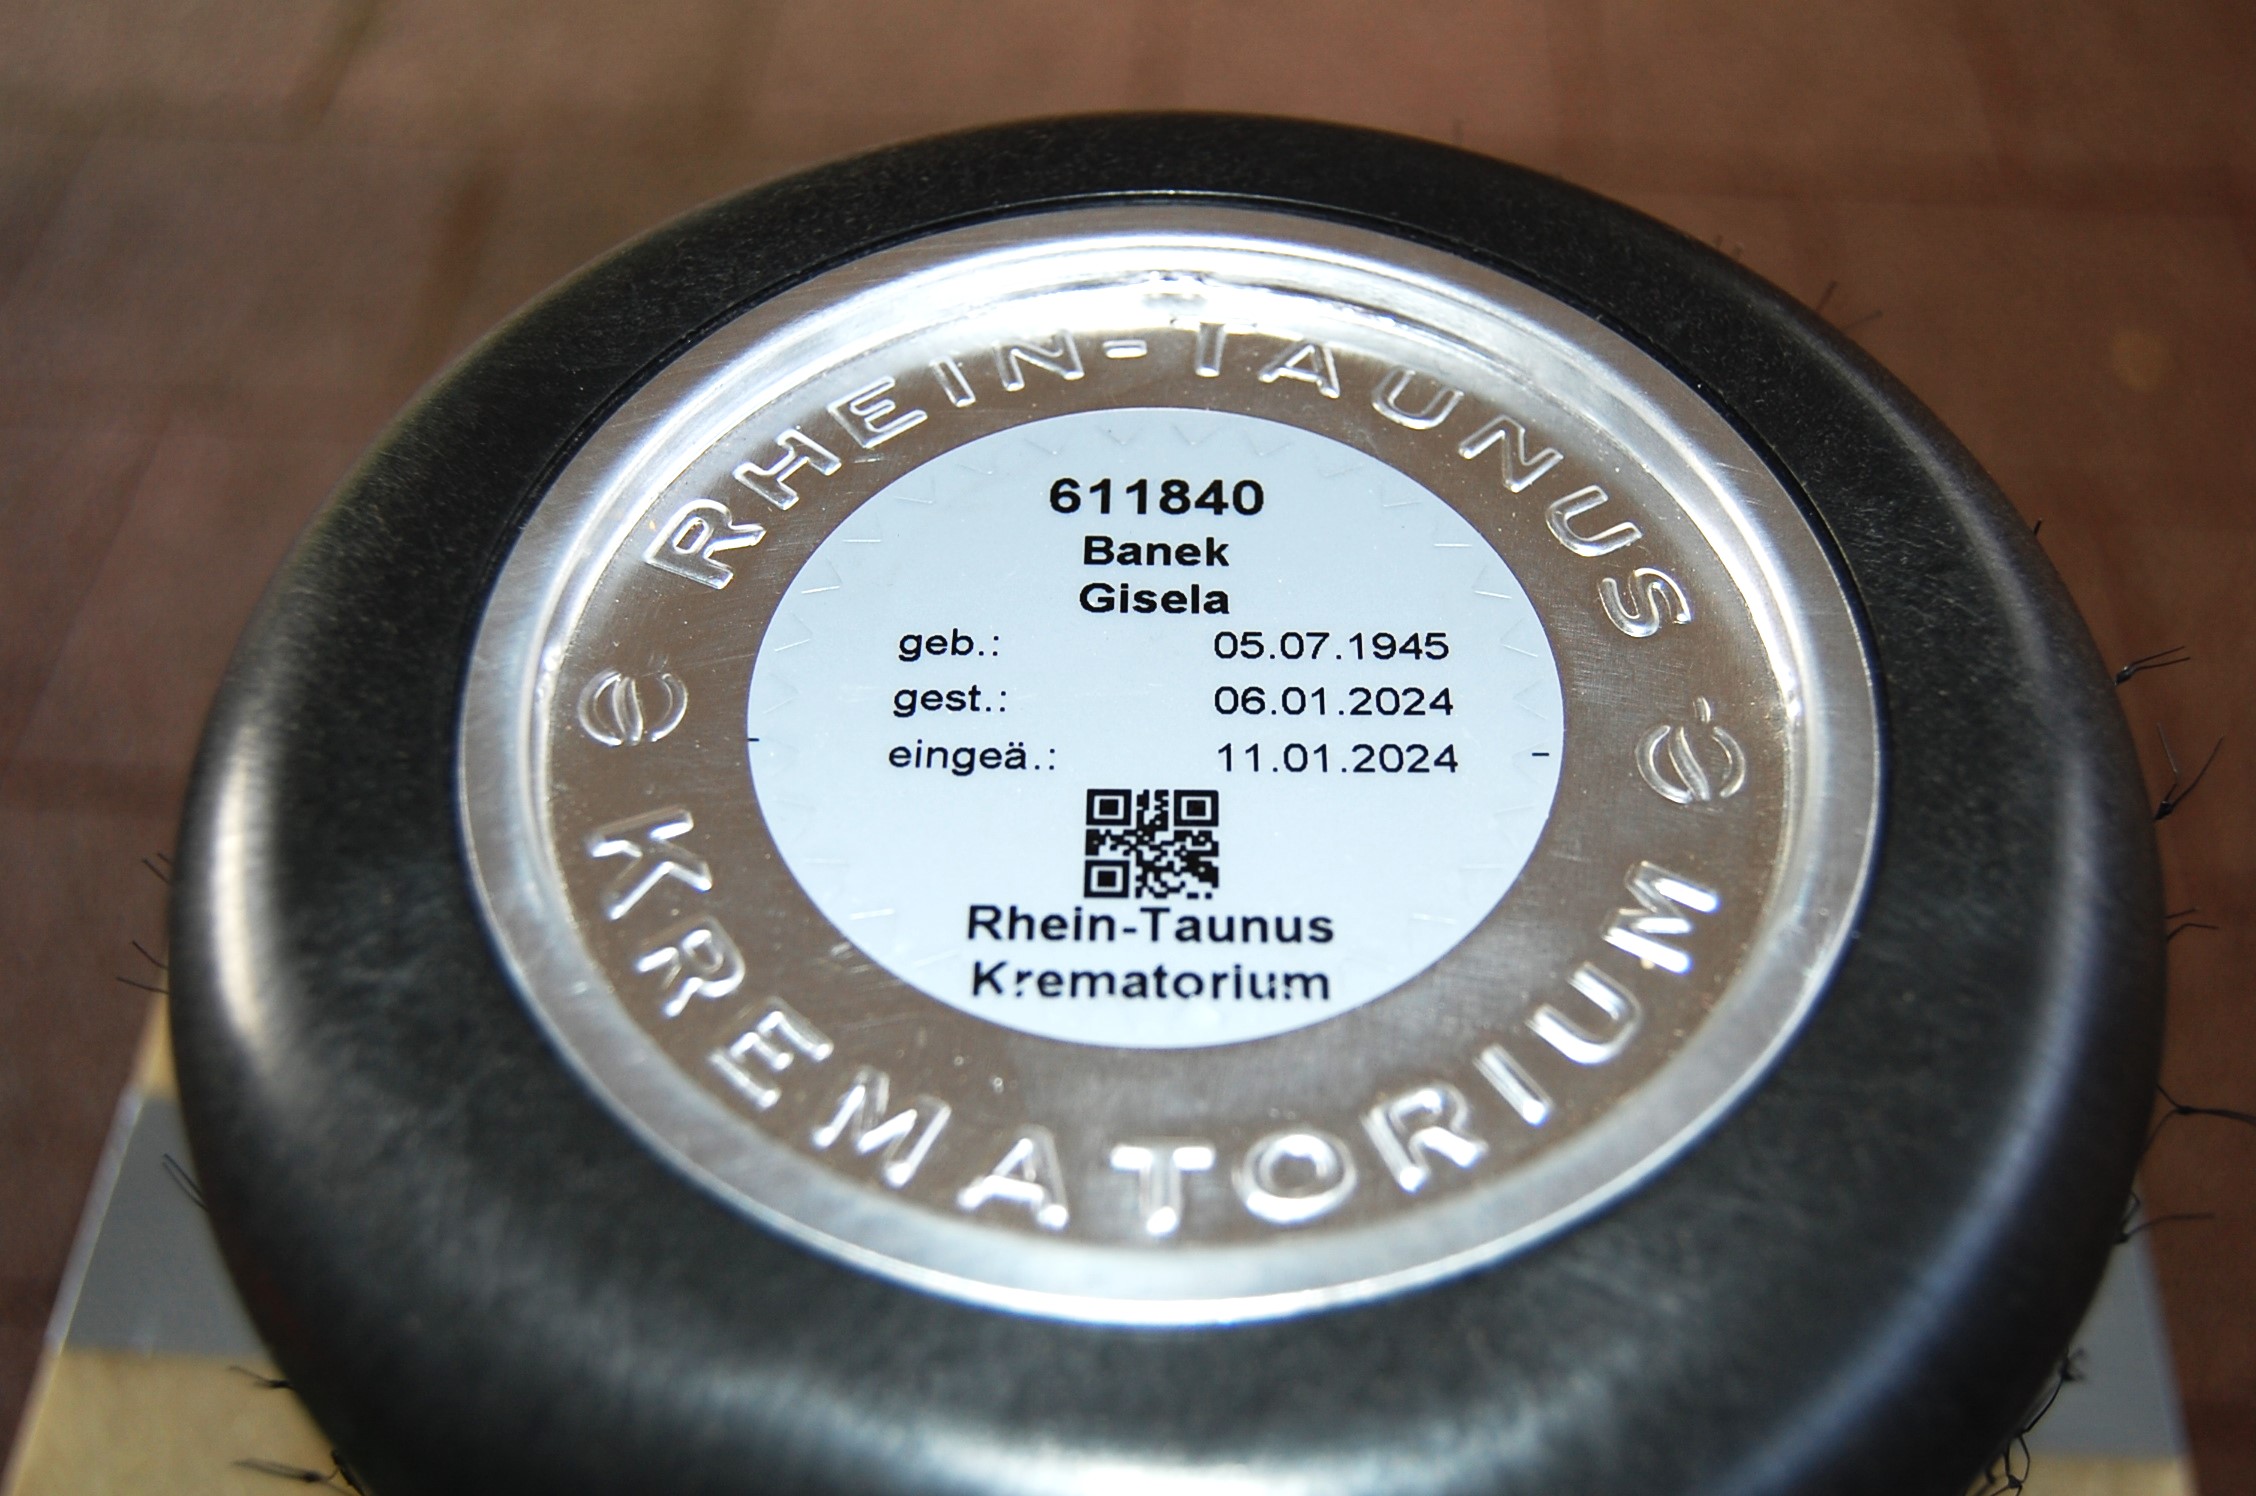 RHEIN-TAUNUS
611840
Banek
Gisela
geb.: 05.07.1945
gest.: 06.01.2024
eingeä.: 11.01.2024
Rhein-Taunus
Krematorium
KREMATORIUM